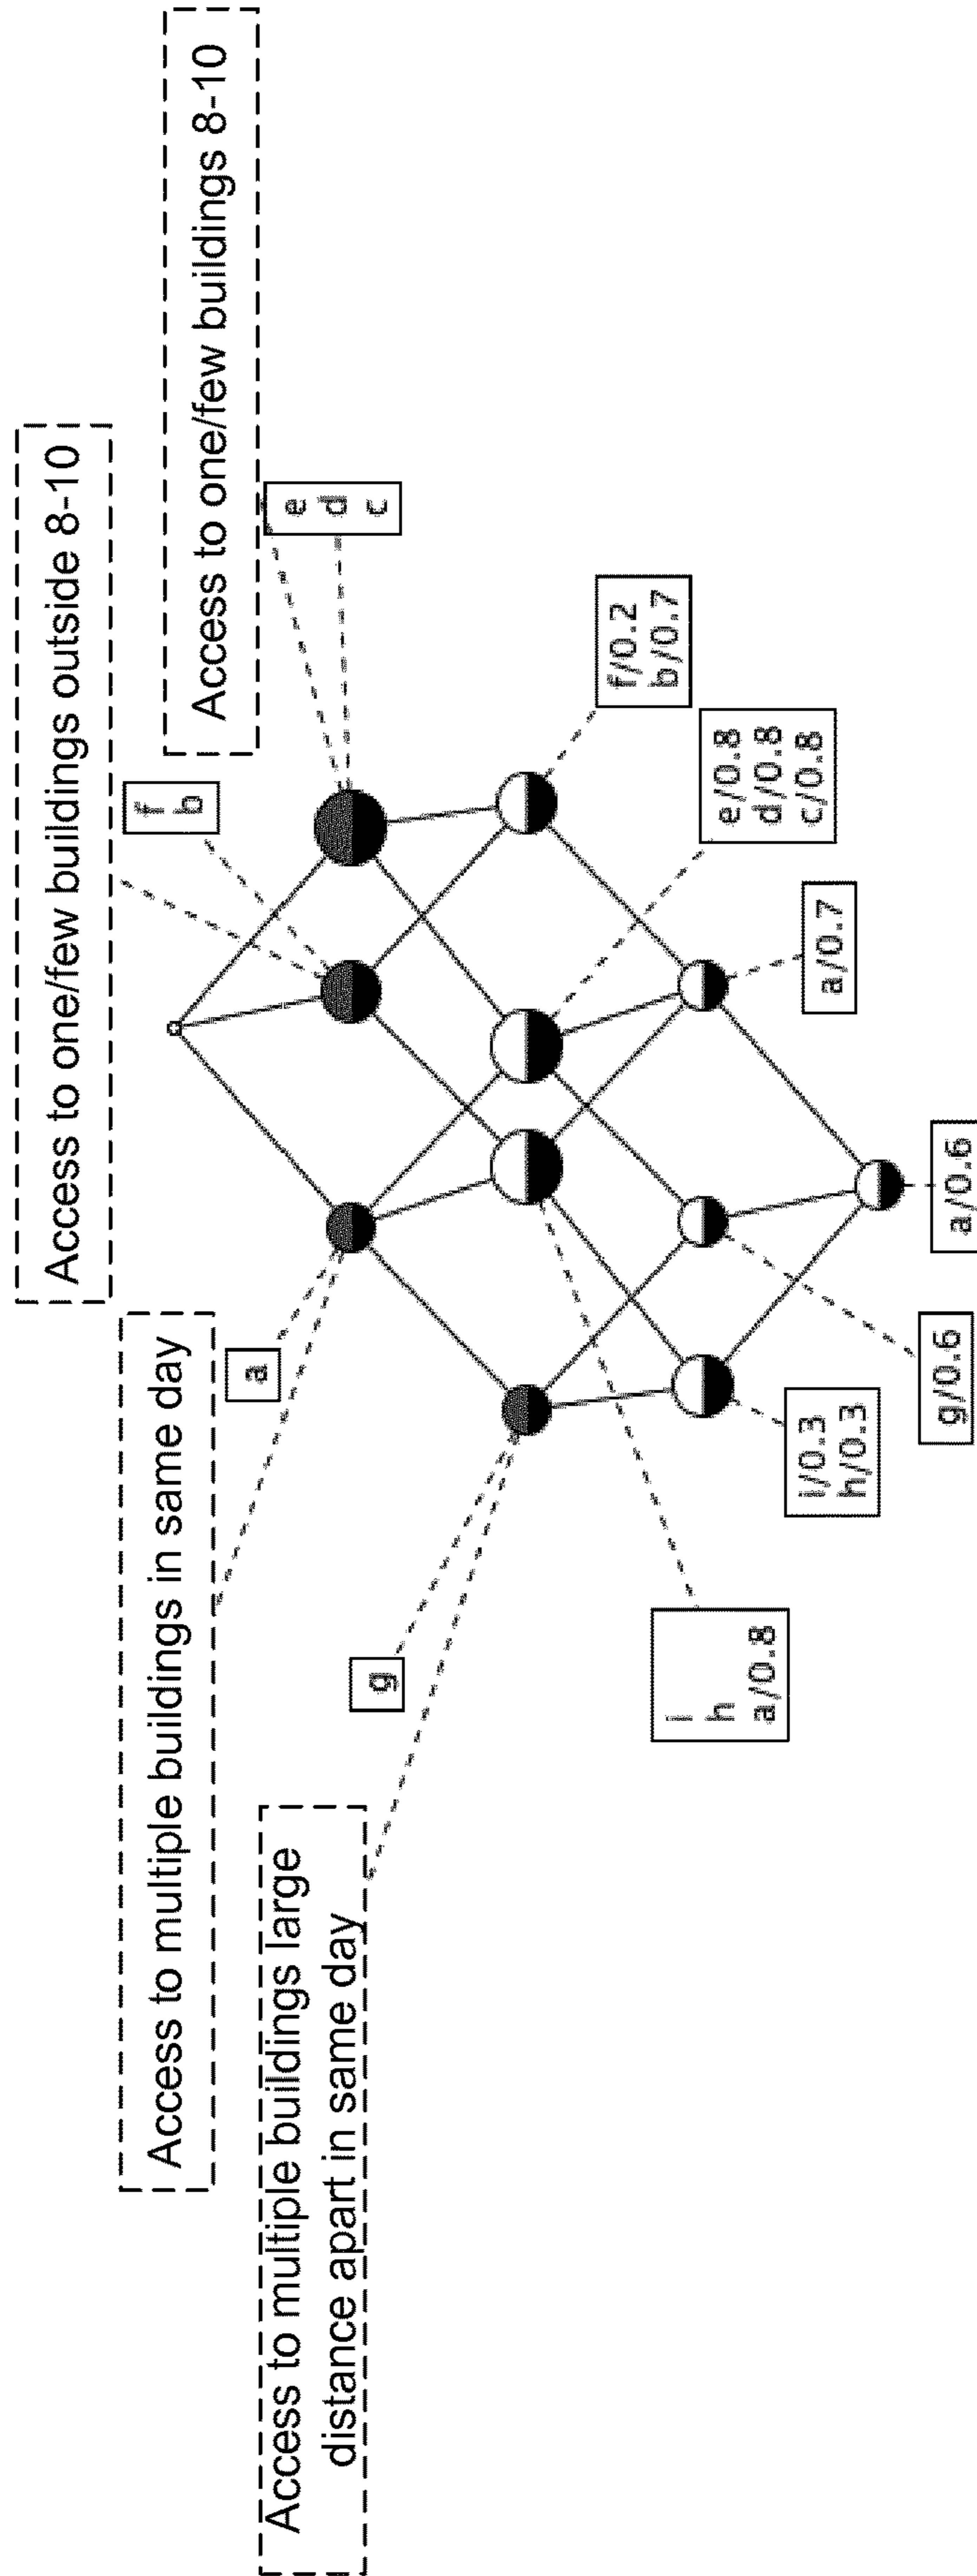 Access to one/few buildings outside 8-10
Access to multiple buildings in same day
f
b
Access to one/few buildings 8-10
a
Access to multiple buildings large
distance apart in same day
e
d
c
g
f/0.2
b/0.7
i
h
a/0.8
e/0.8
d/0.8
c/0.8
i/0.3
h/0.3
a/0.7
g/0.6
a/0.6